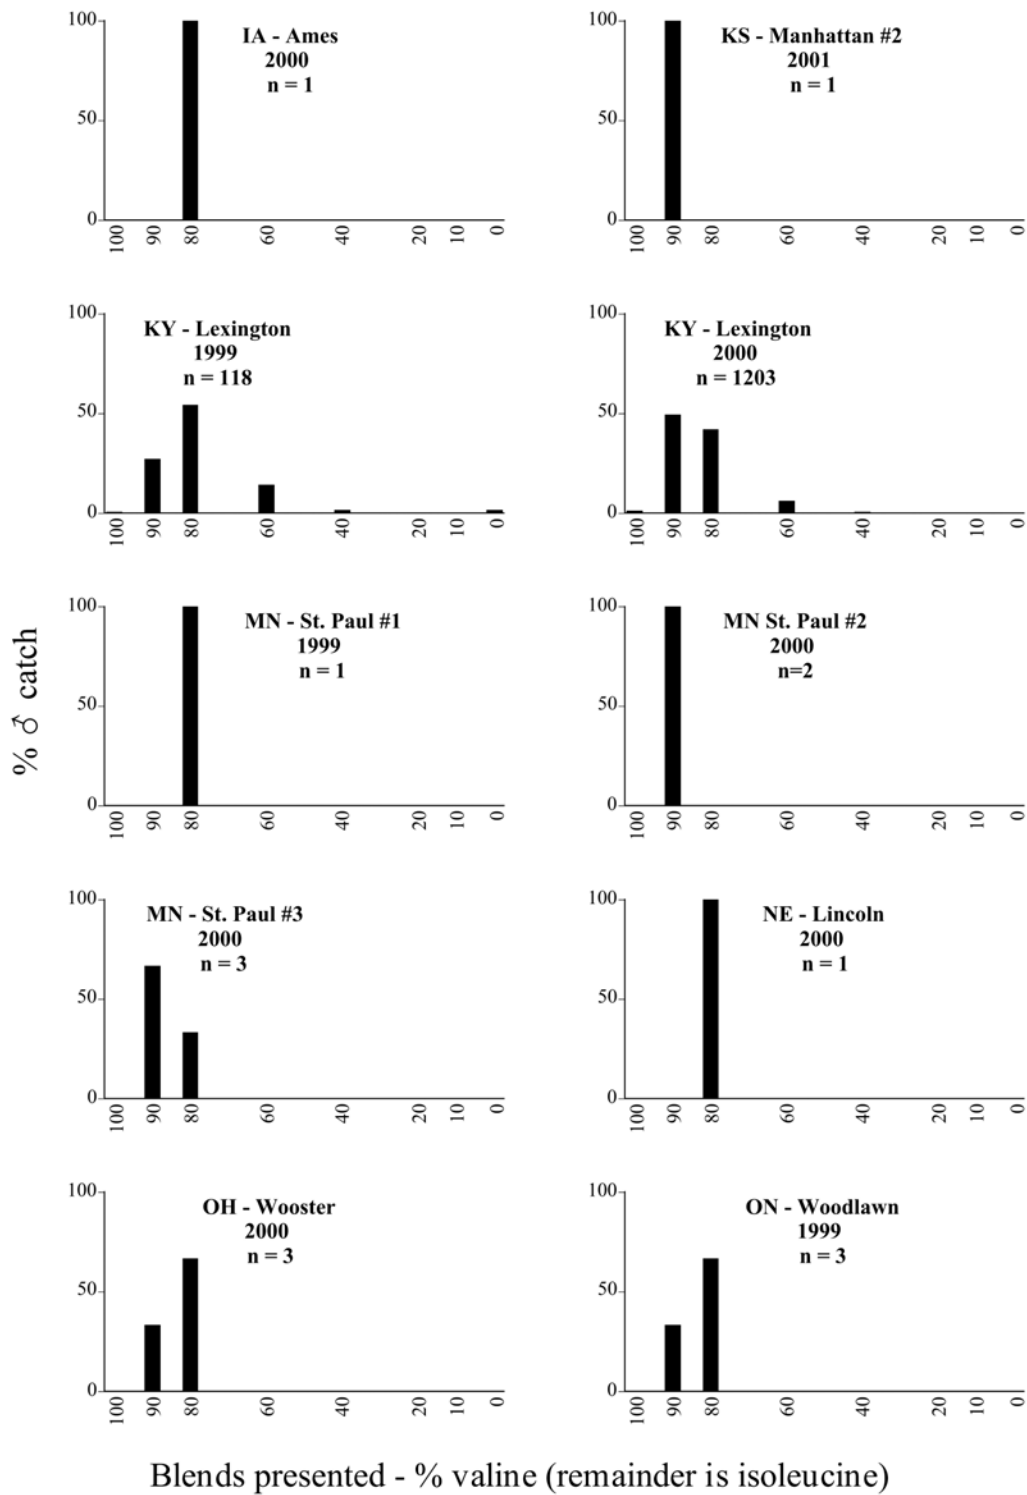 100
50
0
IA - Ames
2000
n = 1
100 90 80 60 40 20 10 0
100
50
0
KS - Manhattan #2
2001
n = 1
100 90 80 60 40 20 10 0
100
50
0
KY - Lexington
1999
n = 118
100 90 80 60 40 20 10 0
100
50
0
KY - Lexington
2000
n = 1203
100 90 80 60 40 20 10 0
100
50
0
MN - St. Paul #1
1999
n = 1
100 90 80 60 40 20 10 0
100
50
0
MN St. Paul #2
2000
n=2
100 90 80 60 40 20 10 0
% ♂ catch
100
50
0
MN - St. Paul #3
2000
n = 3
100 90 80 60 40 20 10 0
100
50
0
NE - Lincoln
2000
n = 1
100 90 80 60 40 20 10 0
100
50
0
OH - Wooster
2000
n = 3
100 90 80 60 40 20 10 0
100
50
0
ON - Woodlawn
1999
n = 3
100 90 80 60 40 20 10 0
Blends presented - % valine (remainder is isoleucine)